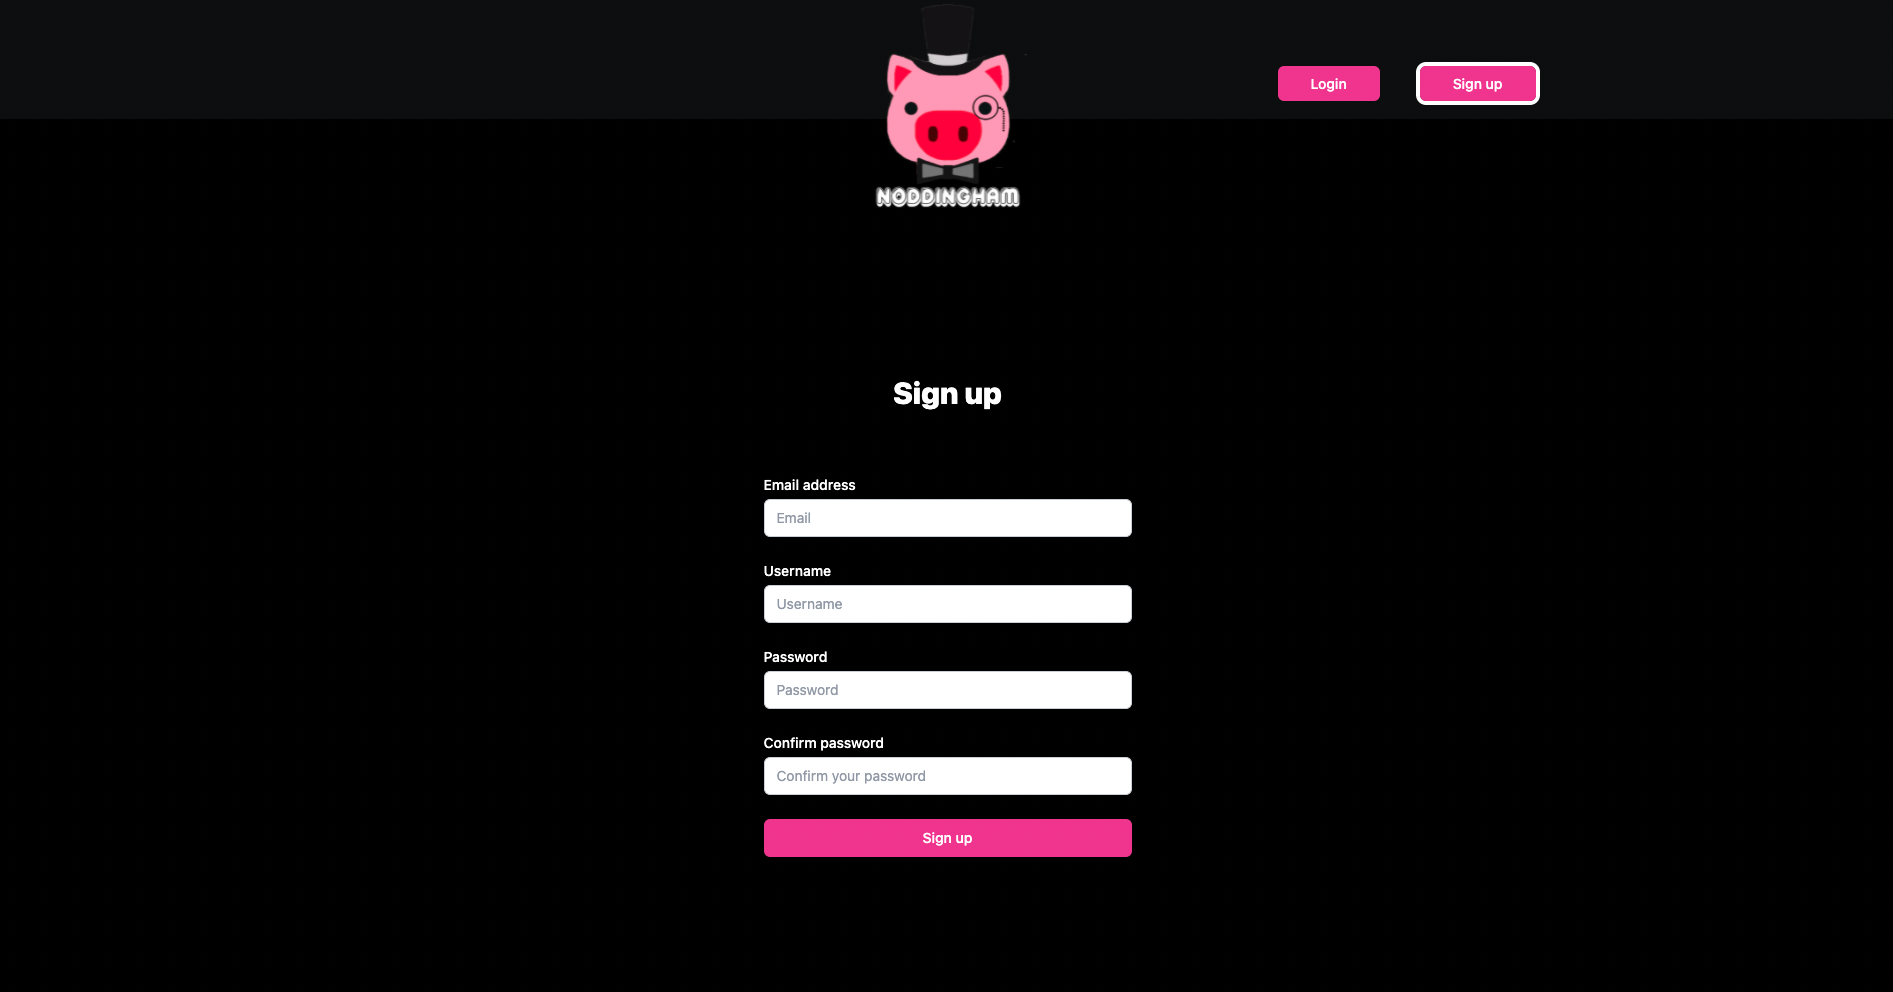 Login
Sign up
NODDINGHAM
Sign up
Email address
Email
Username
Username
Password
Password
Confirm password
Confirm your password
Sign up